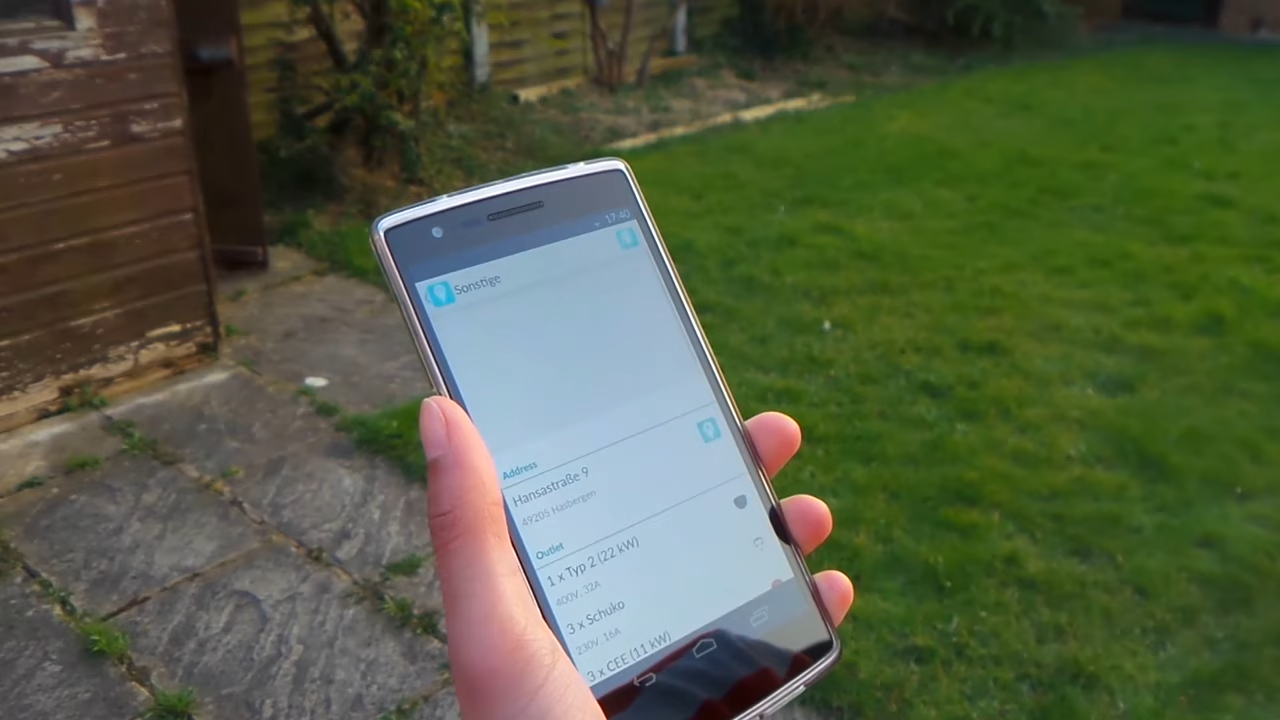 17:40
Sonstige
Address
Hansastraße 9
49205 Hasbergen
Outlet
1 x Typ 2 (22 kW)
400V, 32A
3 x Schuko
230V, 16A
3 x CEE (11 kW)